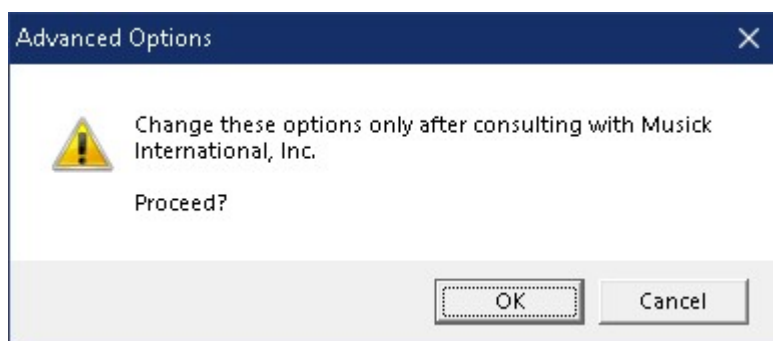 Advanced Options
Change these options only after consulting with Musick
International, Inc.
Proceed?
OK
Cancel